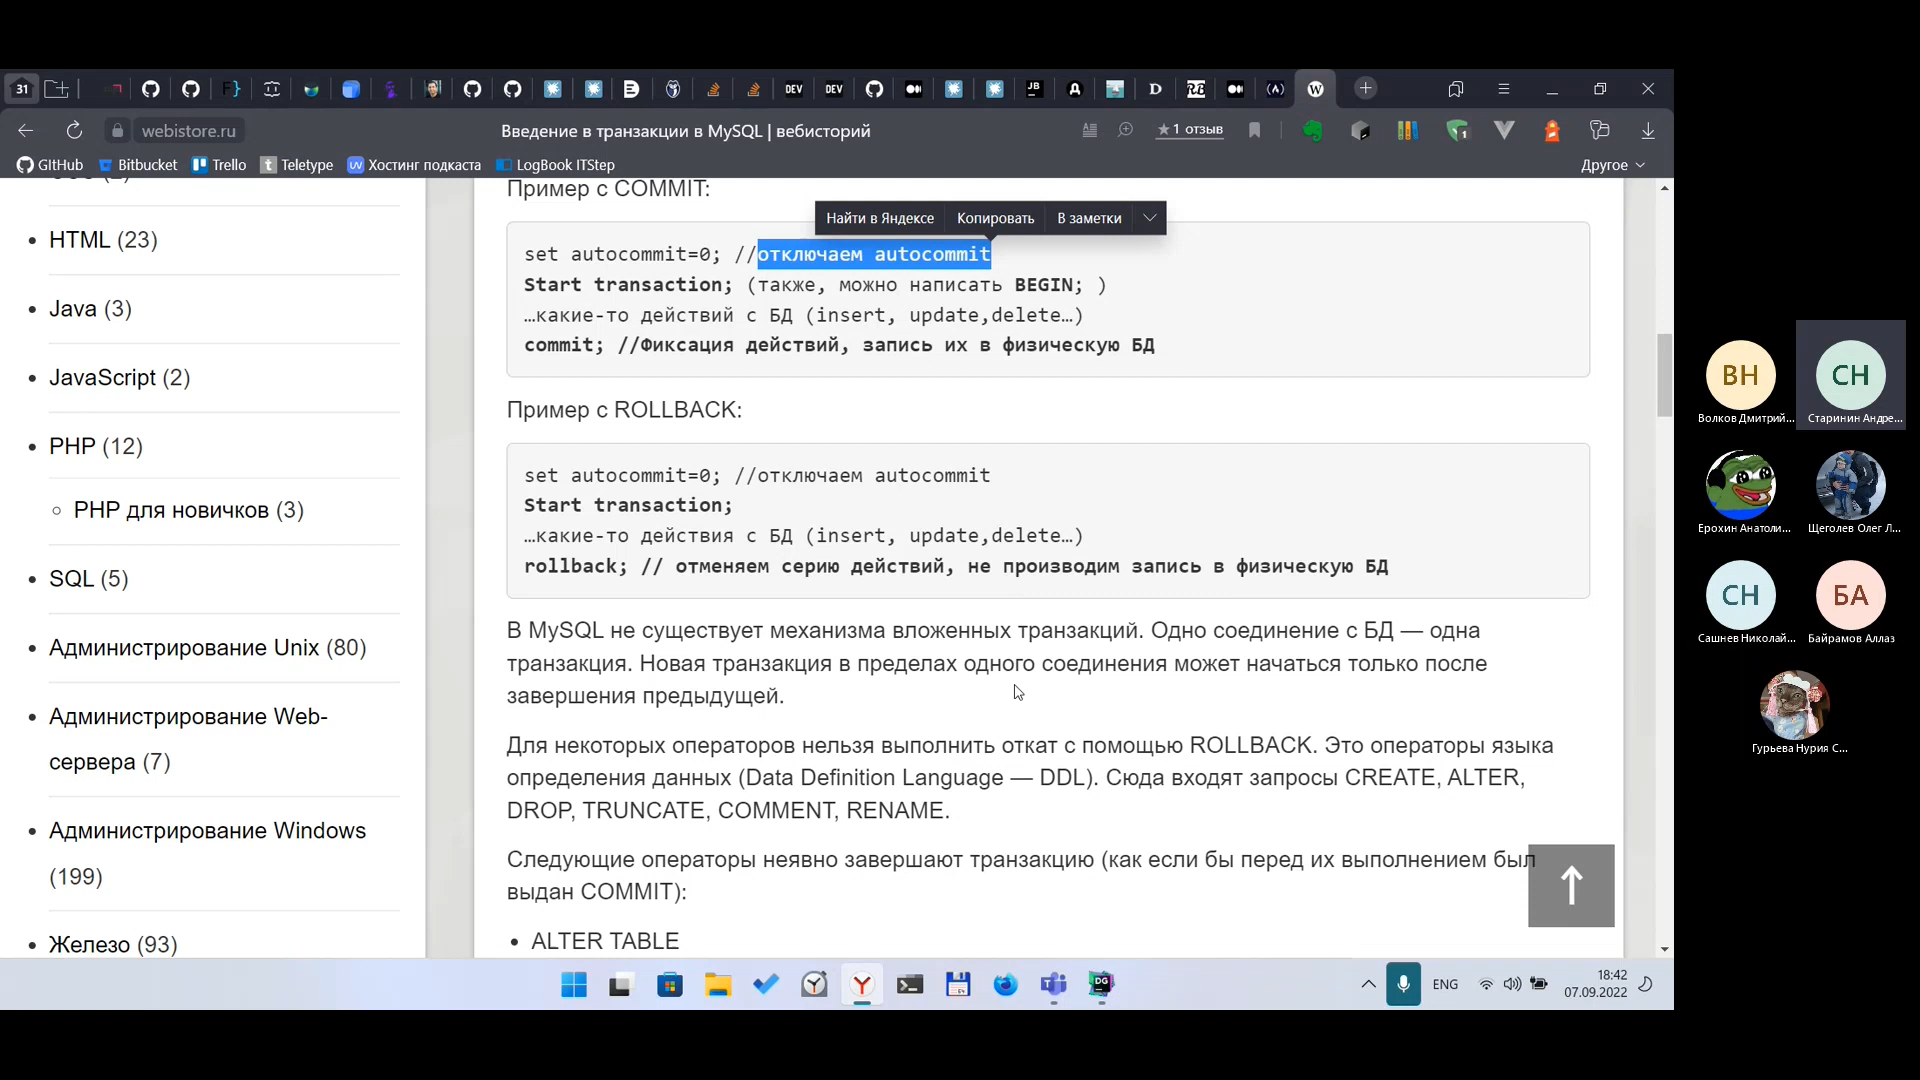 31
DEV
DEV
JB
D
W
webistore.ru
Введение в транзакции в MySQL | вебисторий
★ 1 отзыв
GItHub
Bitbucket
Trello
Teletype
Хостинг подкаста
LogBook ITStep
Другое
HTML (23)
Java (3)
JavaScript (2)
PHP (12)
PHP для новичков (3)
SQL (5)
Администрирование Unix (80)
Администрирование Web-
сервера (7)
Администрирование Windows
(199)
Железо (93)
Пример с COMMIT:
Найти в Яндексе
Копировать
В заметки
set autocommit=0; //отключаем autocommit
Start transaction; (также, можно написать BEGIN; )
…какие-то действий с БД (insert, update,delete…)
commit; //Фиксация действий, запись их в физическую БД
Пример с ROLLBACK:
set autocommit=0; //отключаем autocommit
Start transaction;
…какие-то действия с БД (insert, update,delete…)
rollback; // отменяем серию действий, не производим запись в физическую БД
В MySQL не существует механизма вложенных транзакций. Одно соединение с БД — одна
транзакция. Новая транзакция в пределах одного соединения может начаться только после
завершения предыдущей.
Для некоторых операторов нельзя выполнить откат с помощью ROLLBACK. Это операторы языка
определения данных (Data Definition Language — DDL). Сюда входят запросы CREATE, ALTER,
DROP, TRUNCATE, COMMENT, RENAME.
Следующие операторы неявно завершают транзакцию (как если бы перед их выполнением был
выдан COMMIT):
• ALTER TABLE
ВН
Волков Дмитрий...
СН
Старинин Андре...
Ерохин Анатоли...
Щеголев Олег Л...
СН
Сашнев Николай...
БА
Байрамов Аллаз
Гурьева Нурия С...
DG
ENG
18:42
07.09.2022